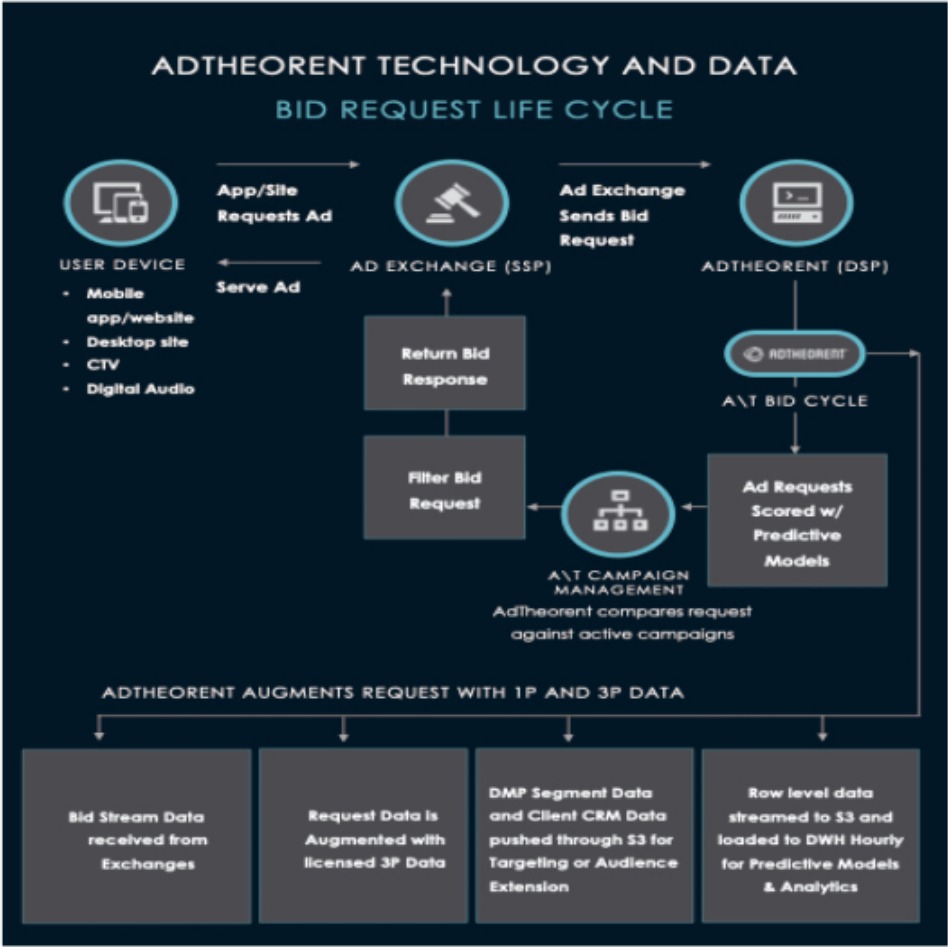 ADTHEORENT TECHNOLOGY AND DATA
BID REQUEST LIFE CYCLE
App/Site
Requests Ad
Ad Exchange
Sends Bid
Request
USER DEVICE
AD EXCHANGE (SSP)
ADTHEORENT (DSP)
Serve Ad
• Mobile
app/website
• Desktop site
• CTV
• Digital Audio
Return Bid
Response
ADTHEORENT
A\T BID CYCLE
Filter Bid
Request
Ad Requests
Scored w/
Predictive
Models
A\T CAMPAIGN
MANAGEMENT
AdTheorent compares request
against active campaigns
ADTHEORENT AUGMENTS REQUEST WITH 1P AND 3P DATA
Bid Stream Data
received from
Exchanges
Request Data is
Augmented with
licensed 3P Data
DMP Segment Data
and Client CRM Data
pushed through S3 for
Targeting or Audience
Extension
Row level data
streamed to S3 and
loaded to DWH Hourly
for Predictive Models
& Analytics